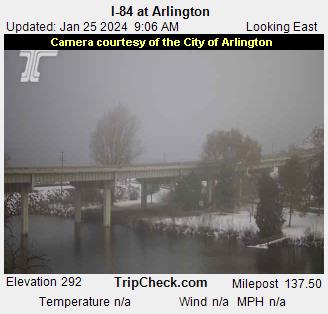 I-84 at Arlington
Updated: Jan 25 2024 9:06 AM Looking East
Camera courtesy of the City of Arlington
Elevation 292 TripCheck.com Milepost 137.50
Temperature n/a Wind n/a MPH n/a